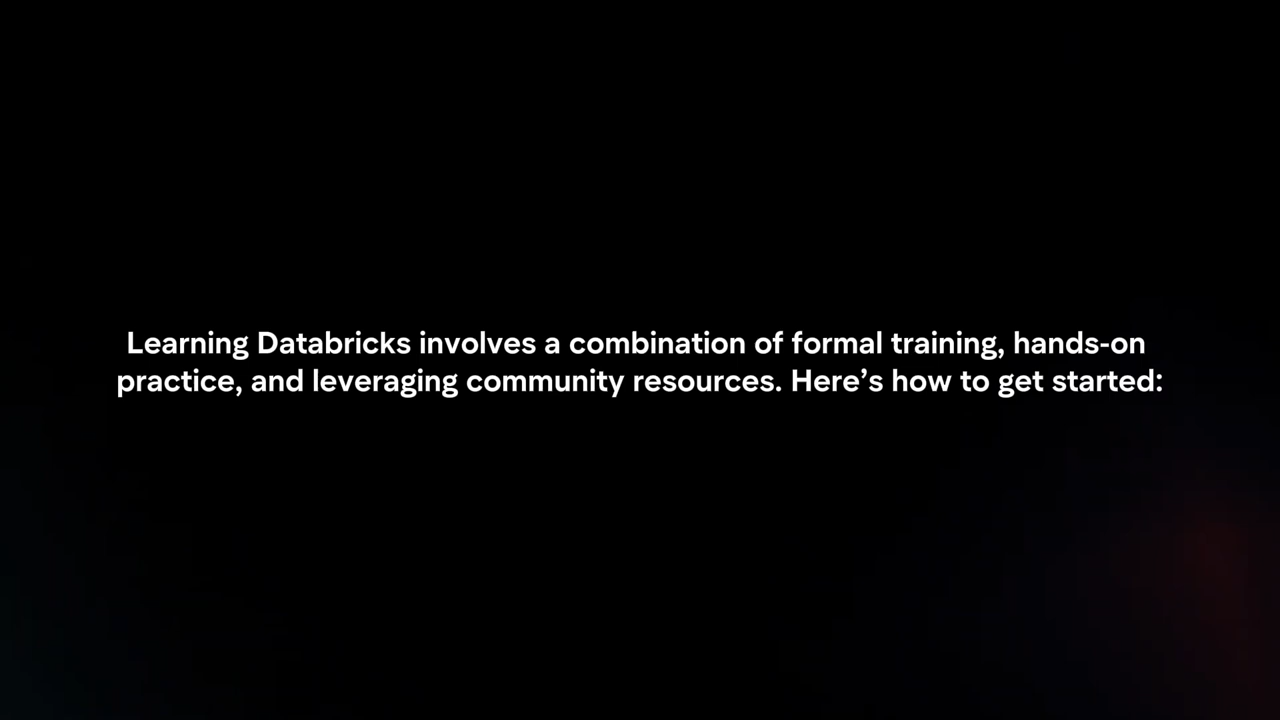 Learning Databricks involves a combination of formal training, hands-on
practice, and leveraging community resources. Here’s how to get started: